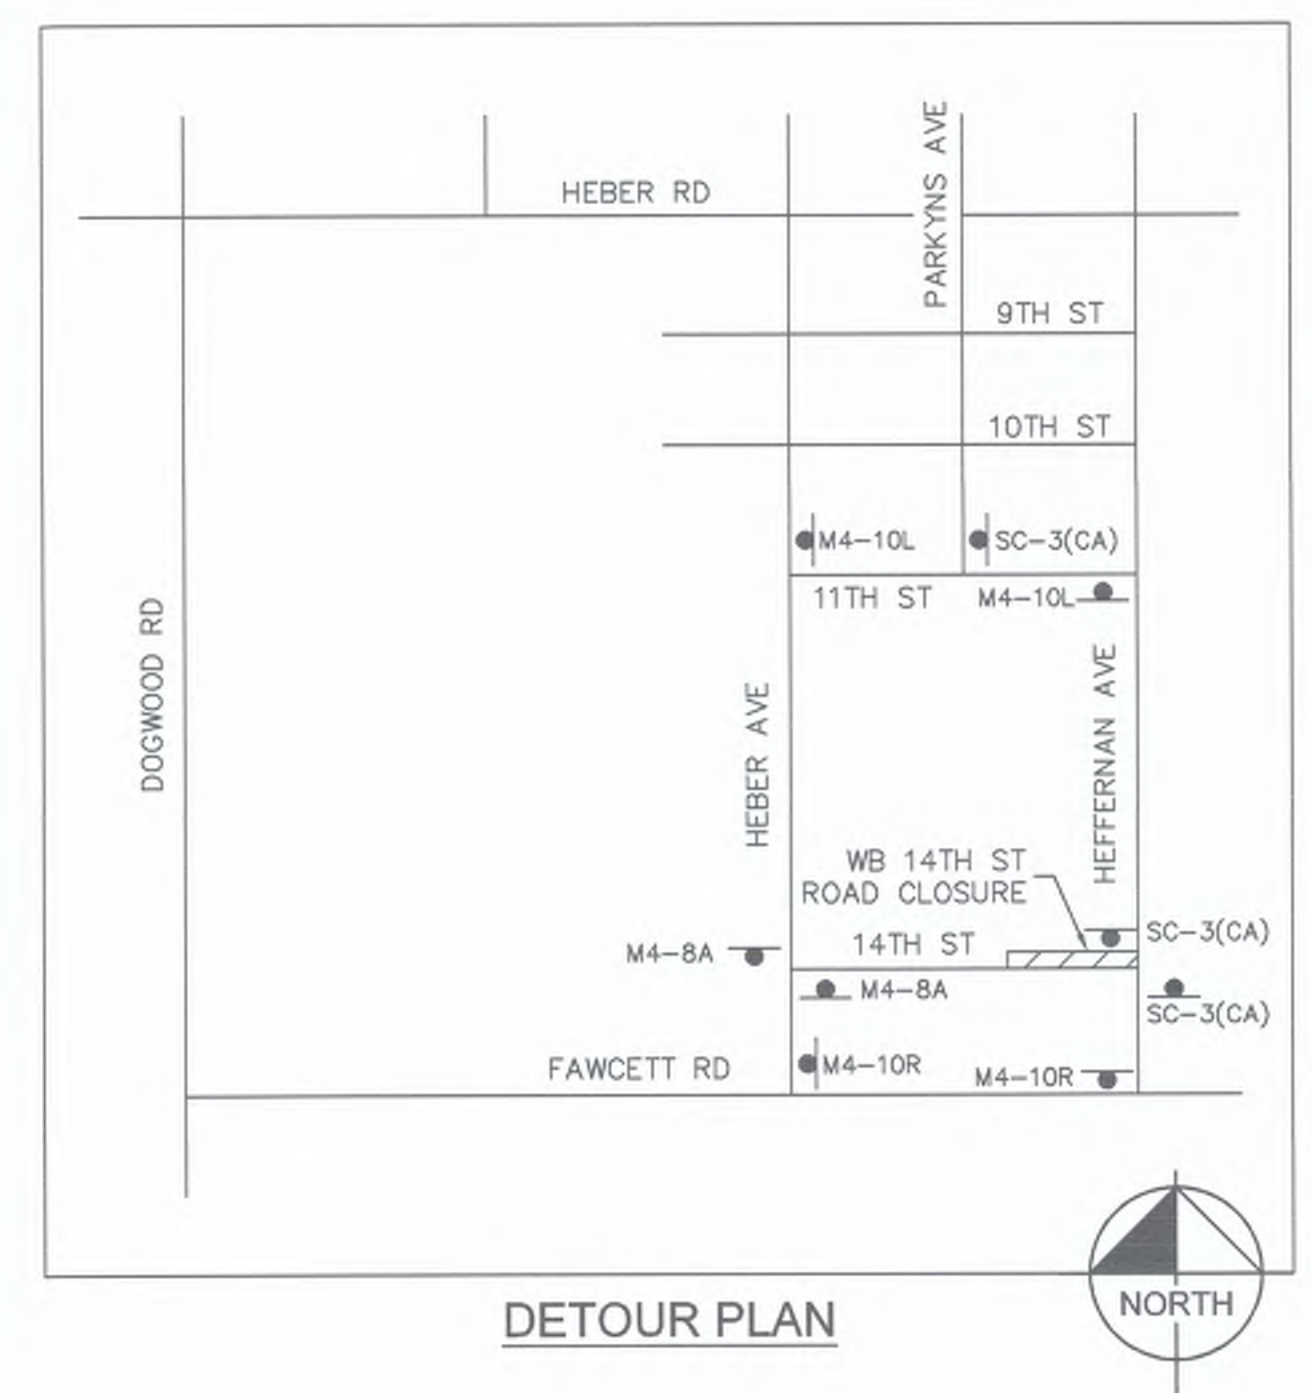 PARKYNS AVE
HEBER RD
9TH ST
10TH ST
M4-10L
SC-3(CA)
11TH ST
M4-10L
DOGWOOD RD
HEBER AVE
HEFFERNAN AVE
WB 14TH ST
ROAD CLOSURE
SC-3(CA)
M4-8A
14TH ST
M4-8A
SC-3(CA)
FAWCETT RD
M4-10R
M4-10R
NORTH
DETOUR PLAN